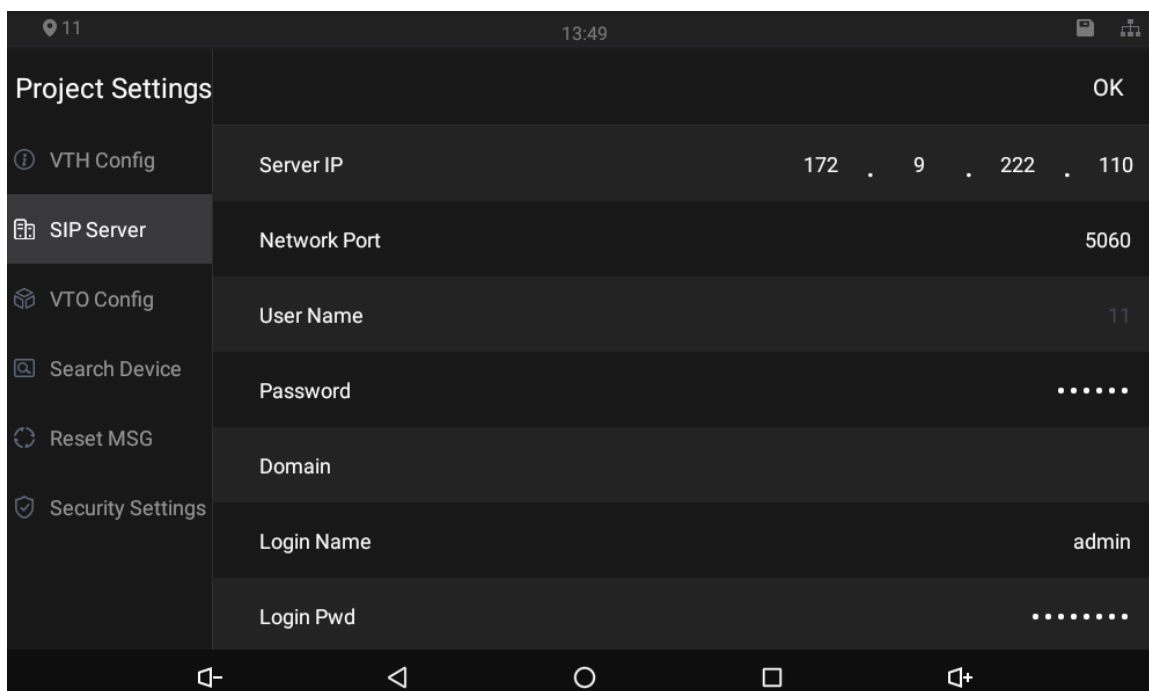 11
13:49
Project Settings
OK
VTH Config
SIP Server
VTO Config
Search Device
Reset MSG
Security Settings
Server IP 172 . 9 . 222 . 110
Network Port 5060
User Name 11
Password ••••••
Domain
Login Name admin
Login Pwd ••••••••